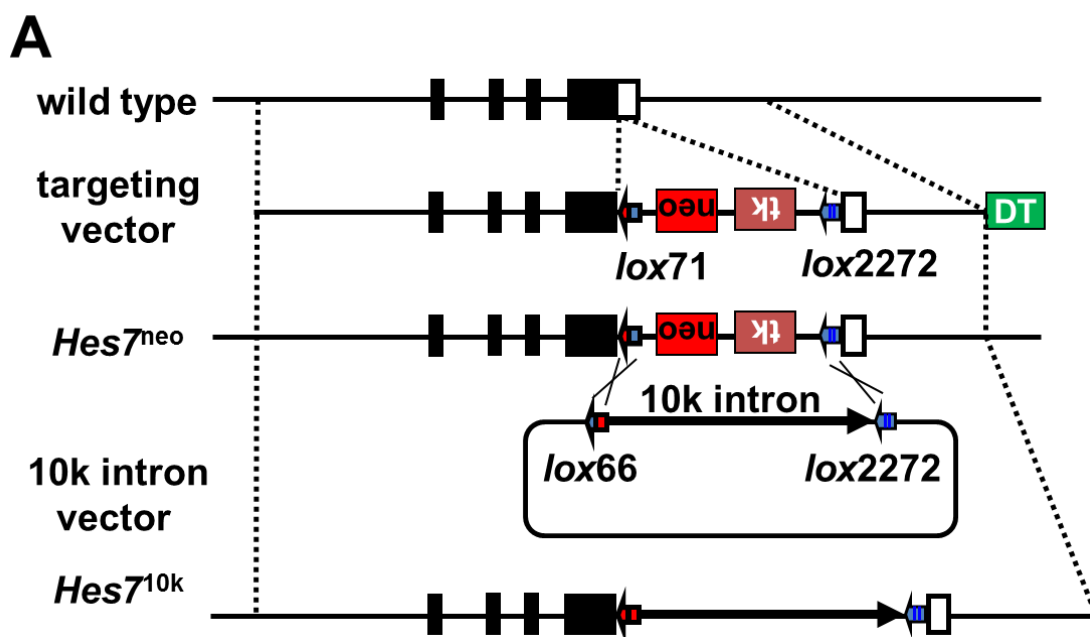 A
wild type
targeting
vector
neo
tk
DT
lox71
lox2272
Hes7neo
neo
tk
10k intron
lox66
lox2272
10k intron
vector
Hes710k